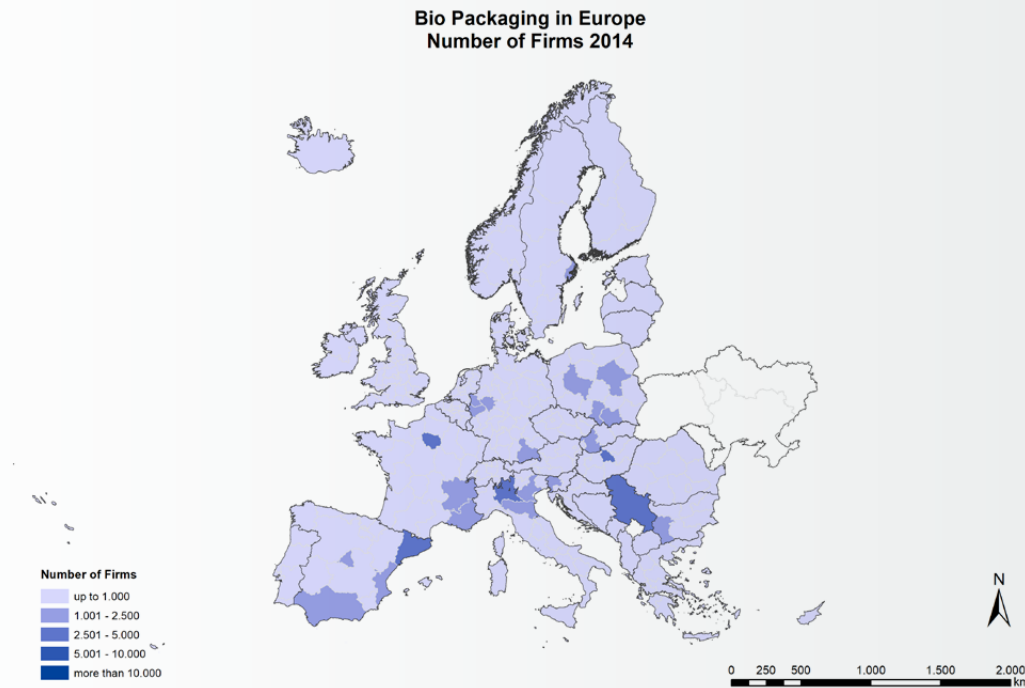 Bio Packaging in Europe
Number of Firms 2014
Number of Firms
up to 1.000
1.001 - 2.500
2.501 - 5.000
5.001 - 10.000
more than 10.000
N
0 250 500 1.000 1.500 2.000
km